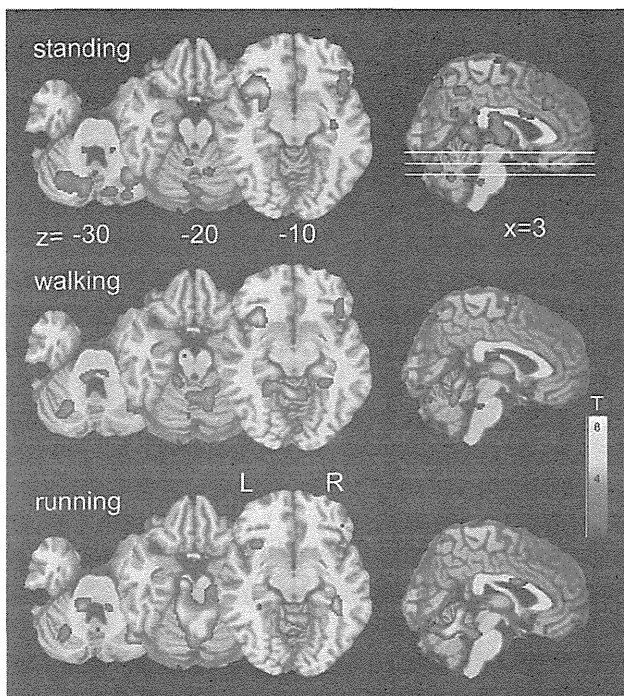 standing
z= -30 -20 -10 x=3
walking
T
8
4
L R
running